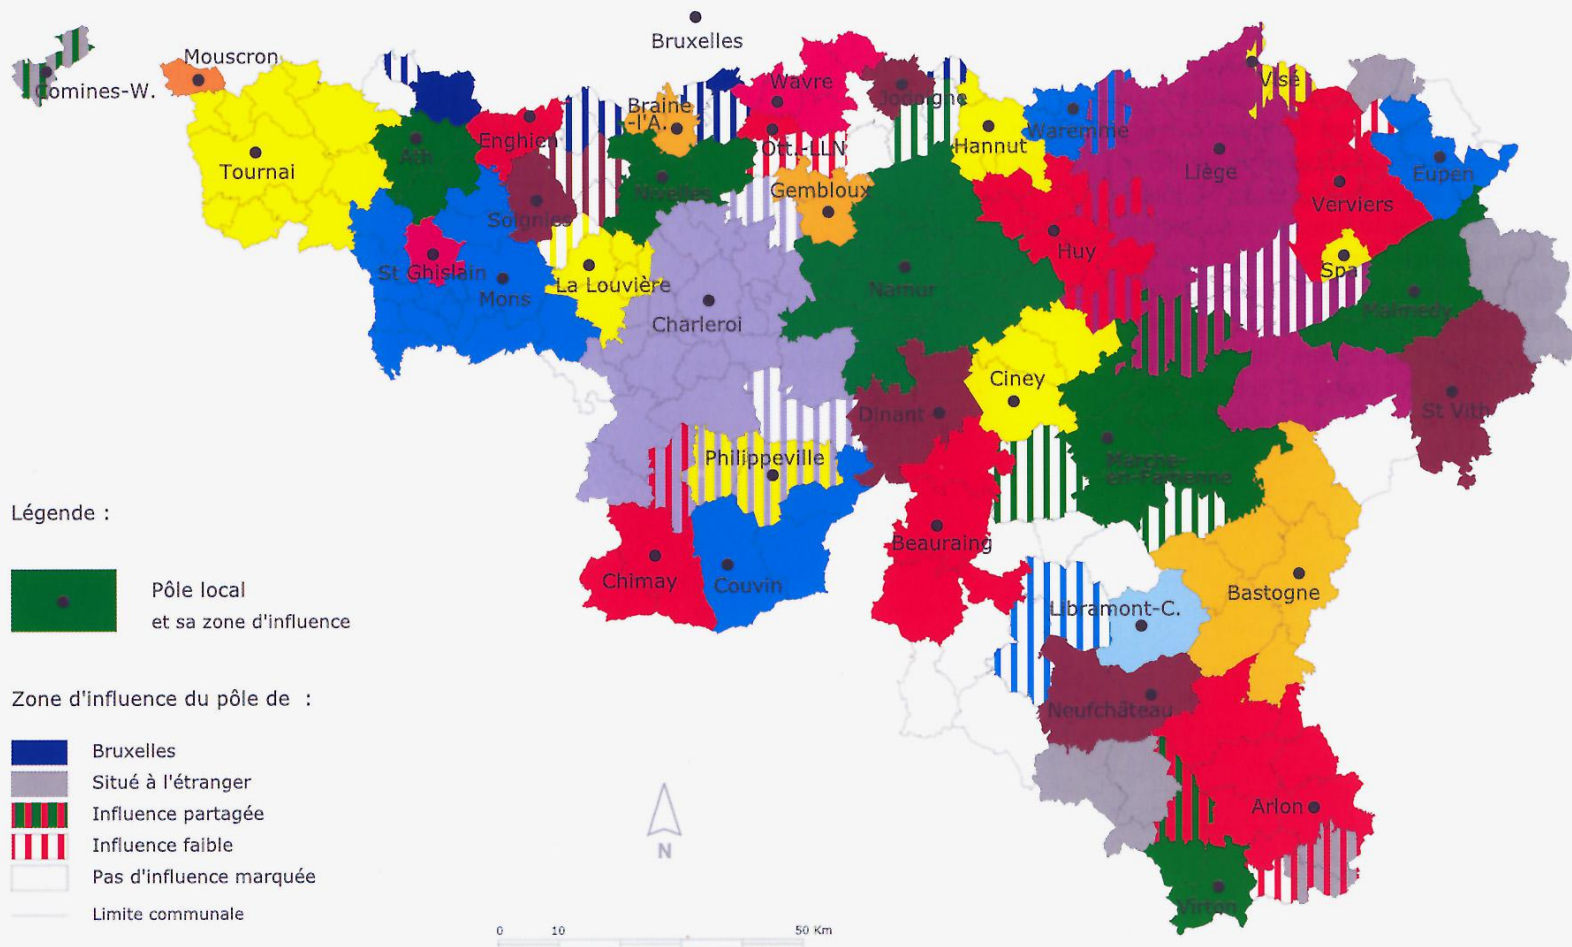 Bruxelles
Mouscron
Comines-W.
Tournai
Ath
Enghien
Braine
-l'A.
Wavre
Ott.-LLN
Jodoigne
Hannut
Waremme
Visé
Liège
Verviers
Eupen
Soignies
Nivelles
Gembloux
St Ghislain
Mons
La Louvière
Charleroi
Namur
Huy
Spa
Malmedy
Ciney
Dinant
St Vith
Philippeville
Marche-
en-Famenne
Beauraing
Chimay
Couvin
Libramont-C.
Bastogne
Neufchâteau
Arlon
Virton
Légende :
Pôle local
et sa zone d'influence
Zone d'influence du pôle de :
Bruxelles
Situé à l'étranger
Influence partagée
Influence faible
Pas d'influence marquée
Limite communale
N
0 10 50 Km